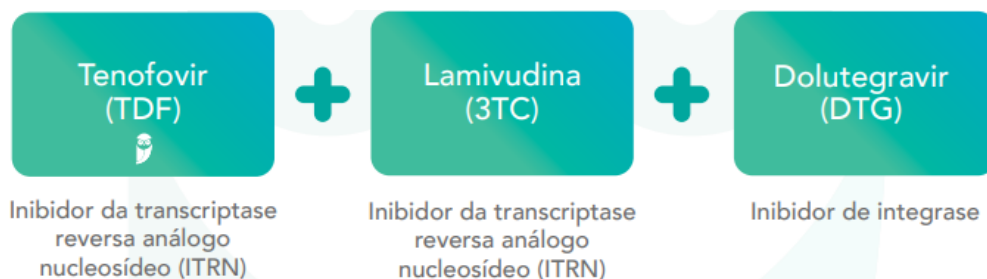 Tenofovir
(TDF)
Lamivudina
(3TC)
Dolutegravir
(DTG)
Inibidor da transcriptase
reversa análogo
nucleosídeo (ITRN)
Inibidor da transcriptase
reversa análogo
nucleosídeo (ITRN)
Inibidor de integrase